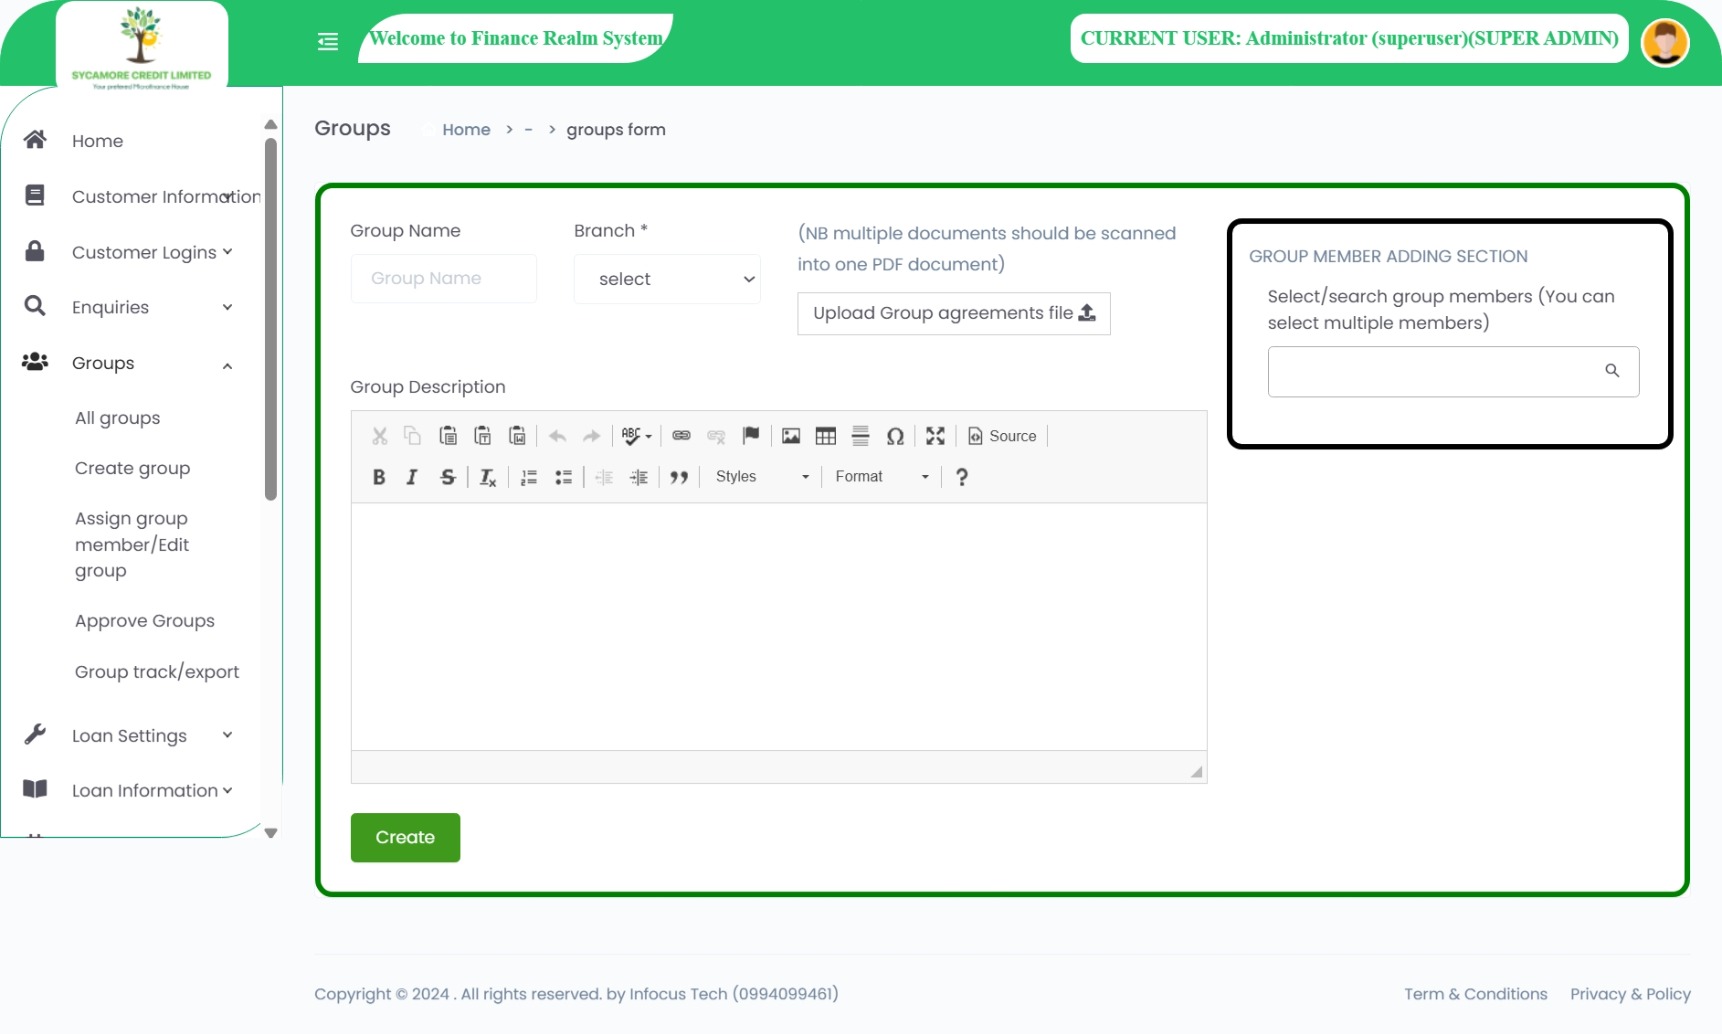 SYCAMORE CREDIT LIMITED
Your prefered Microfinance House
Welcome to Finance Realm System
CURRENT USER: Administrator (superuser)(SUPER ADMIN)
Home
Customer Information
Customer Logins
Enquiries
Groups
All groups
Create group
Assign group
member/Edit
group
Approve Groups
Group track/export
Loan Settings
Loan Information
Groups
Home > - > groups form
Group Name
Group Name
Branch *
select
(NB multiple documents should be scanned
into one PDF document)
Upload Group agreements file
GROUP MEMBER ADDING SECTION
Select/search group members (You can
select multiple members)
Group Description
ABC
Ω
Source
B I S Tx
Styles
Format
?
Create
Copyright © 2024 . All rights reserved. by Infocus Tech (0994099461)
Term & Conditions
Privacy & Policy